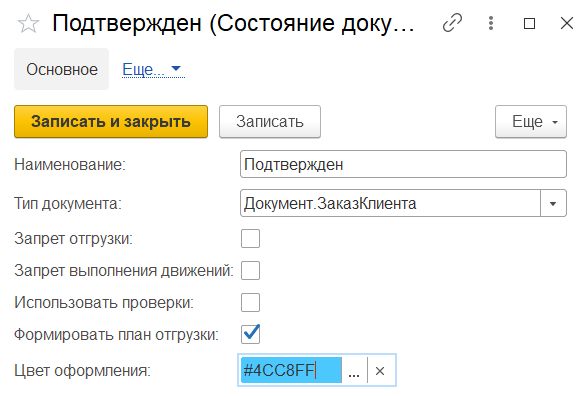 Подтвержден (Состояние доку...
Основное Еще...
Записать и закрыть Записать Еще
Наименование: Подтвержден
Тип документа: Документ.ЗаказКлиента
Запрет отгрузки:
Запрет выполнения движений:
Использовать проверки:
Формировать план отгрузки:
Цвет оформления: #4CC8FF ...